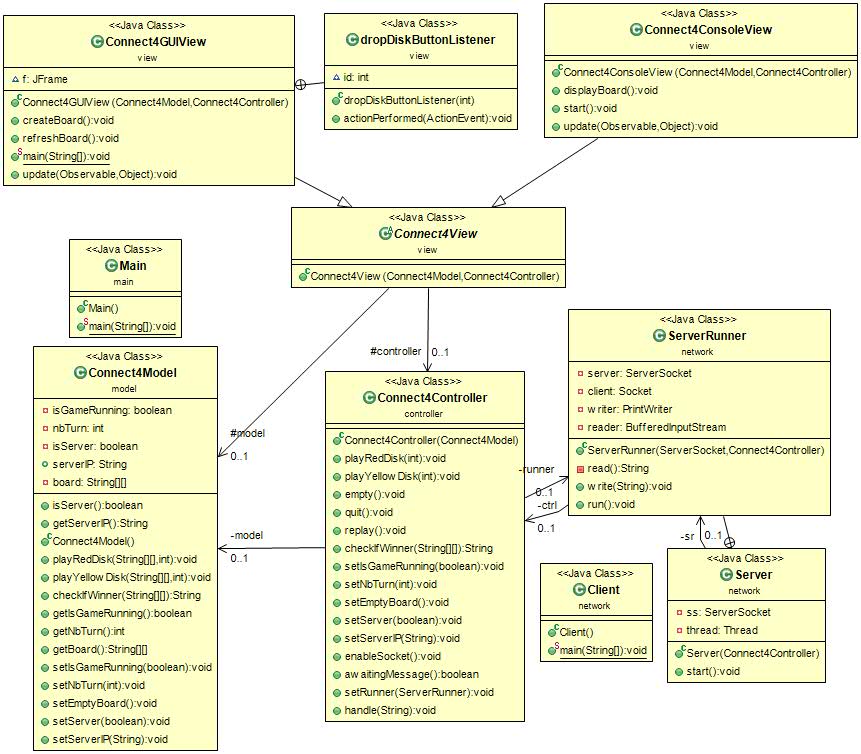 <<Java Class>>
Connect4GUIView
view
f: JFrame
Connect4GUIView(Connect4Model,Connect4Controller)
createBoard():void
refreshBoard():void
main(String[]):void
update(Observable,Object):void
<<Java Class>>
dropDiskButtonListener
view
id: int
dropDiskButtonListener(int)
actionPerformed(ActionEvent):void
<<Java Class>>
Connect4ConsoleView
view
Connect4ConsoleView(Connect4Model,Connect4Controller)
displayBoard():void
start():void
update(Observable,Object):void
<<Java Class>>
Connect4View
view
Connect4View(Connect4Model,Connect4Controller)
<<Java Class>>
Main
main
Main()
main(String[]):void
#controller 0..1
#model
0..1
<<Java Class>>
Connect4Model
model
isGameRunning: boolean
nbTurn: int
isServer: boolean
serverIP: String
board: String[][]
isServer():boolean
getServerIP():String
Connect4Model()
playRedDisk(String[][],int):void
playYellowDisk(String[][],int):void
checkIfWinner(String[][]):String
getIsGameRunning():boolean
getNbTurn():int
getBoard():String[][]
setIsGameRunning(boolean):void
setNbTurn(int):void
setEmptyBoard():void
setServer(boolean):void
setServerIP(String):void
-model
0..1
<<Java Class>>
Connect4Controller
controller
Connect4Controller(Connect4Model)
playRedDisk(int):void
playYellowDisk(int):void
empty():void
quit():void
replay():void
checkIfWinner(String[][]):String
setIsGameRunning(boolean):void
setNbTurn(int):void
setEmptyBoard():void
setServer(boolean):void
setServerIP(String):void
enableSocket():void
awaitingMessage():boolean
setRunner(ServerRunner):void
handle(String):void
-runner
0..1
-ctrl
0..1
<<Java Class>>
ServerRunner
network
server: ServerSocket
client: Socket
writer: PrintWriter
reader: BufferedInputStream
ServerRunner(ServerSocket,Connect4Controller)
read():String
write(String):void
run():void
-sr 0..1
<<Java Class>>
Client
network
Client()
main(String[]):void
<<Java Class>>
Server
network
ss: ServerSocket
thread: Thread
Server(Connect4Controller)
start():void